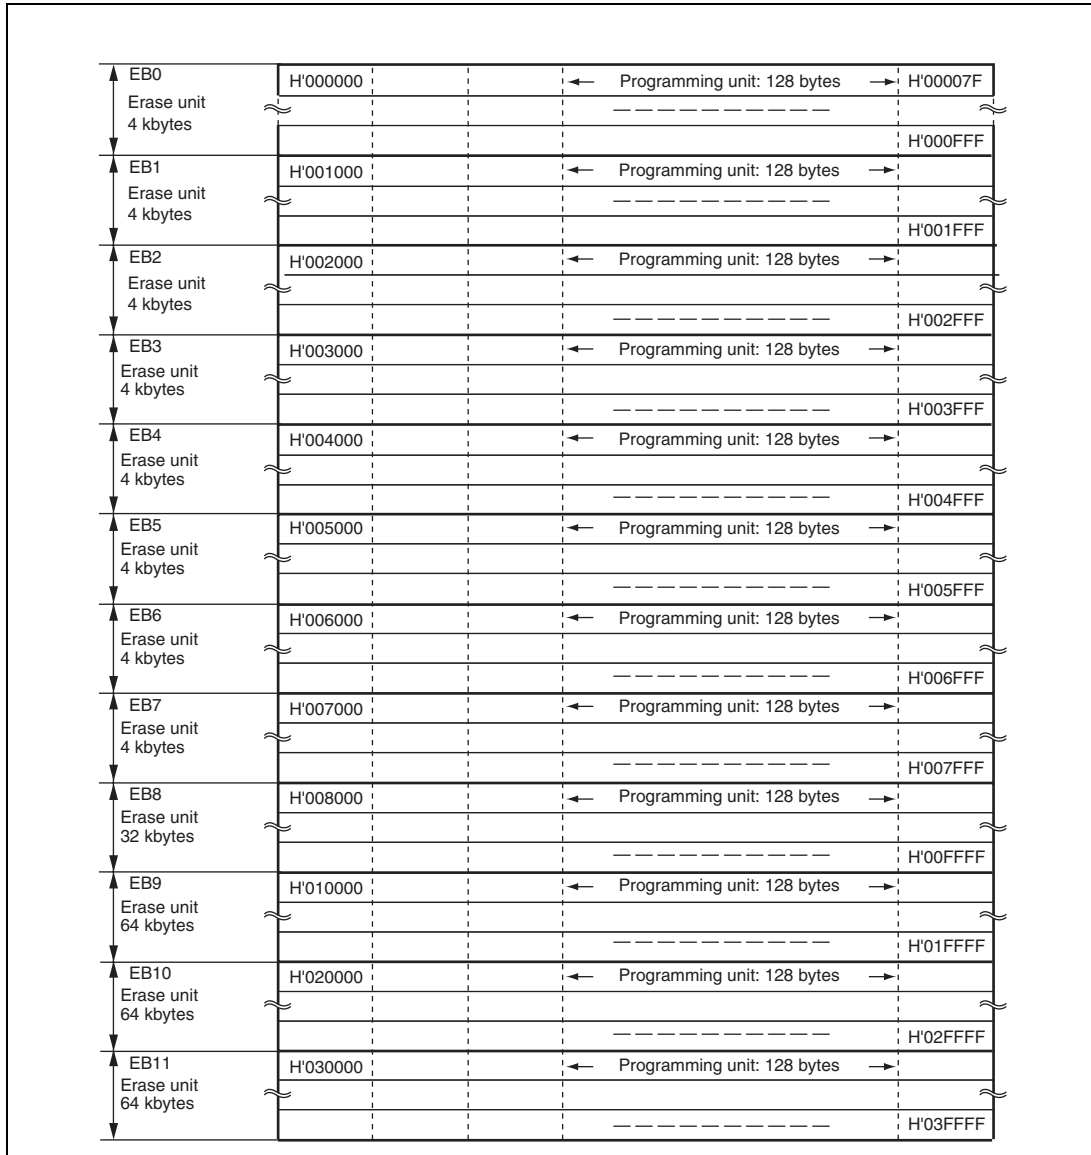 EB0
Erase unit
4 kbytes
H'000000 ← Programming unit: 128 bytes → H'00007F
H'000FFF
EB1
Erase unit
4 kbytes
H'001000 ← Programming unit: 128 bytes →
H'001FFF
EB2
Erase unit
4 kbytes
H'002000 ← Programming unit: 128 bytes →
H'002FFF
EB3
Erase unit
4 kbytes
H'003000 ← Programming unit: 128 bytes →
H'003FFF
EB4
Erase unit
4 kbytes
H'004000 ← Programming unit: 128 bytes →
H'004FFF
EB5
Erase unit
4 kbytes
H'005000 ← Programming unit: 128 bytes →
H'005FFF
EB6
Erase unit
4 kbytes
H'006000 ← Programming unit: 128 bytes →
H'006FFF
EB7
Erase unit
4 kbytes
H'007000 ← Programming unit: 128 bytes →
H'007FFF
EB8
Erase unit
32 kbytes
H'008000 ← Programming unit: 128 bytes →
H'00FFFF
EB9
Erase unit
64 kbytes
H'010000 ← Programming unit: 128 bytes →
H'01FFFF
EB10
Erase unit
64 kbytes
H'020000 ← Programming unit: 128 bytes →
H'02FFFF
EB11
Erase unit
64 kbytes
H'030000 ← Programming unit: 128 bytes →
H'03FFFF